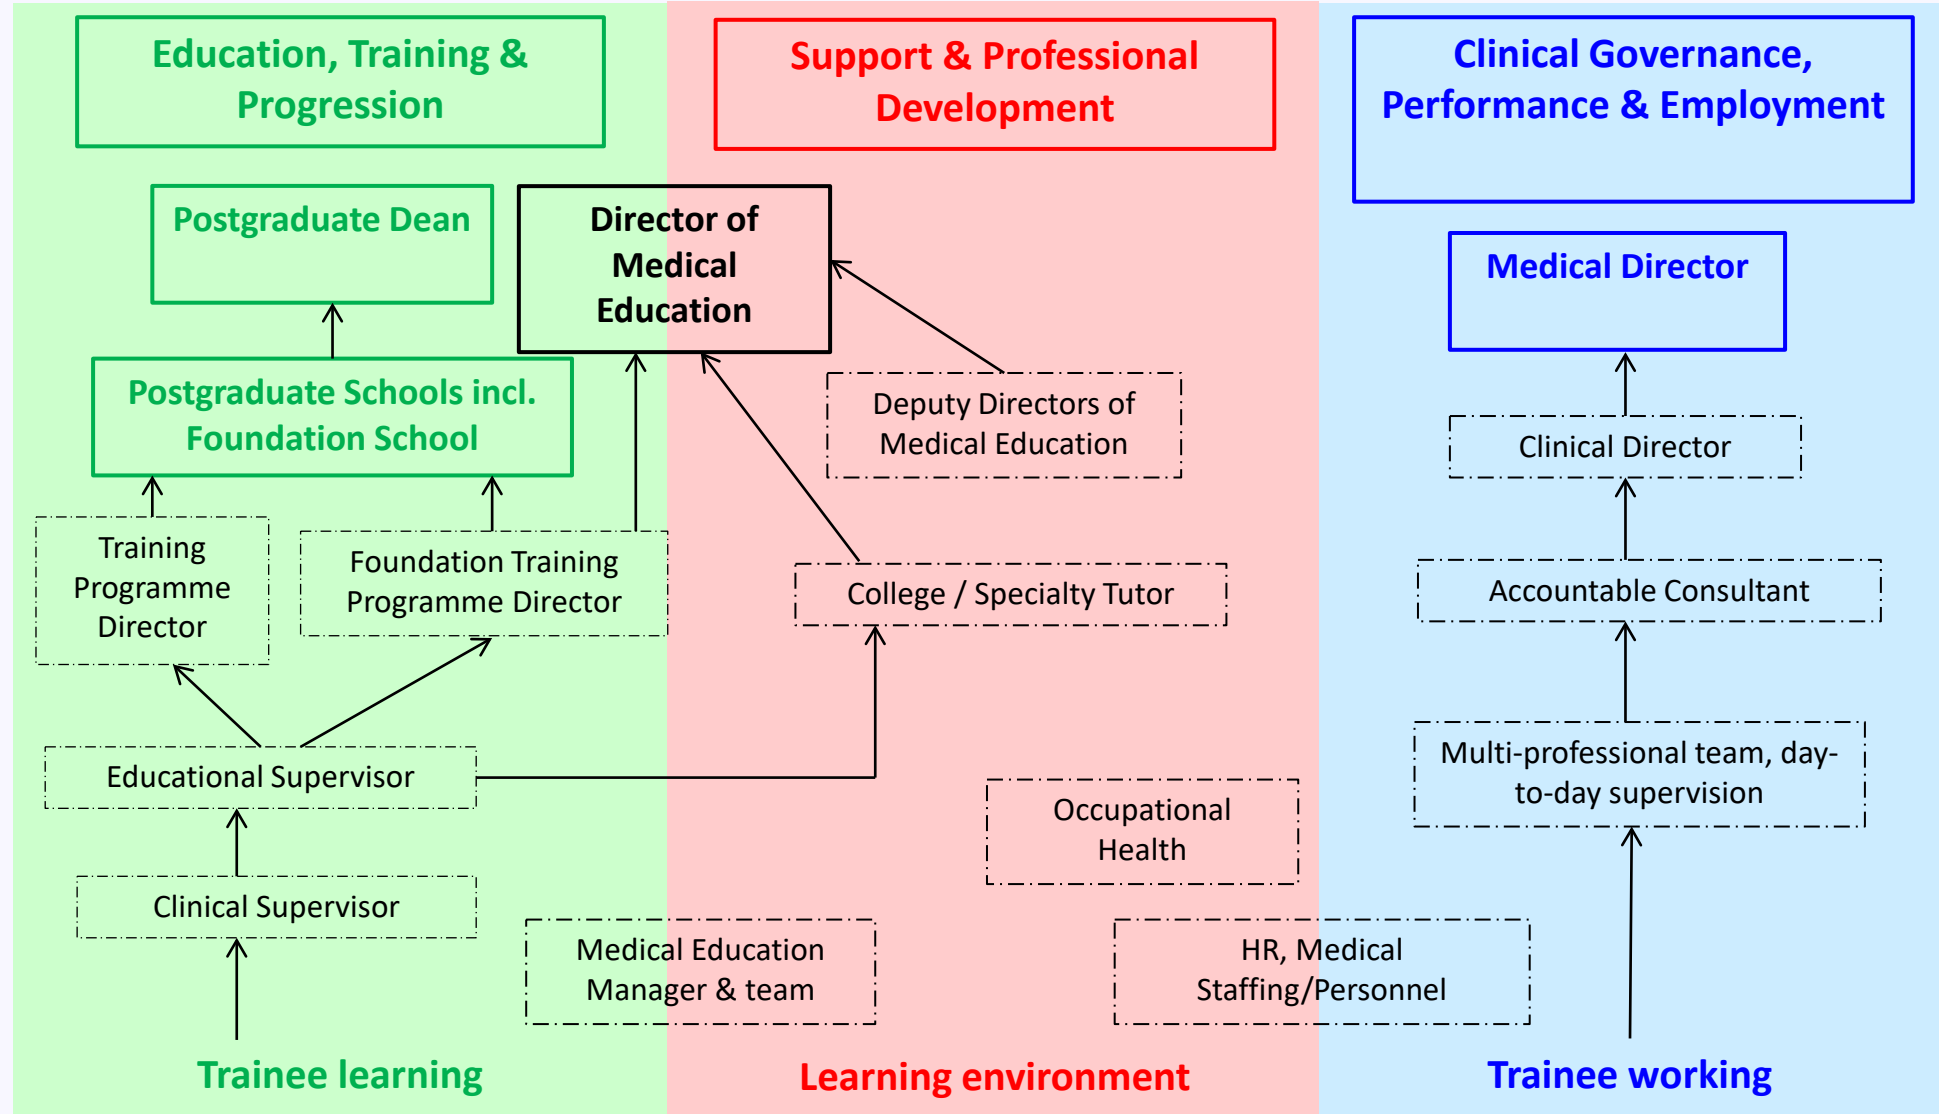 Education, Training &
Progression
Support & Professional
Development
Clinical Governance,
Performance & Employment
Postgraduate Dean
Director of
Medical
Education
Medical Director
Postgraduate Schools incl.
Foundation School
Deputy Directors of
Medical Education
Clinical Director
Training
Programme
Director
Foundation Training
Programme Director
College / Specialty Tutor
Accountable Consultant
Educational Supervisor
Multi-professional team, day-
to-day supervision
Occupational
Health
Clinical Supervisor
Medical Education
Manager & team
HR, Medical
Staffing/Personnel
Trainee learning
Learning environment
Trainee working